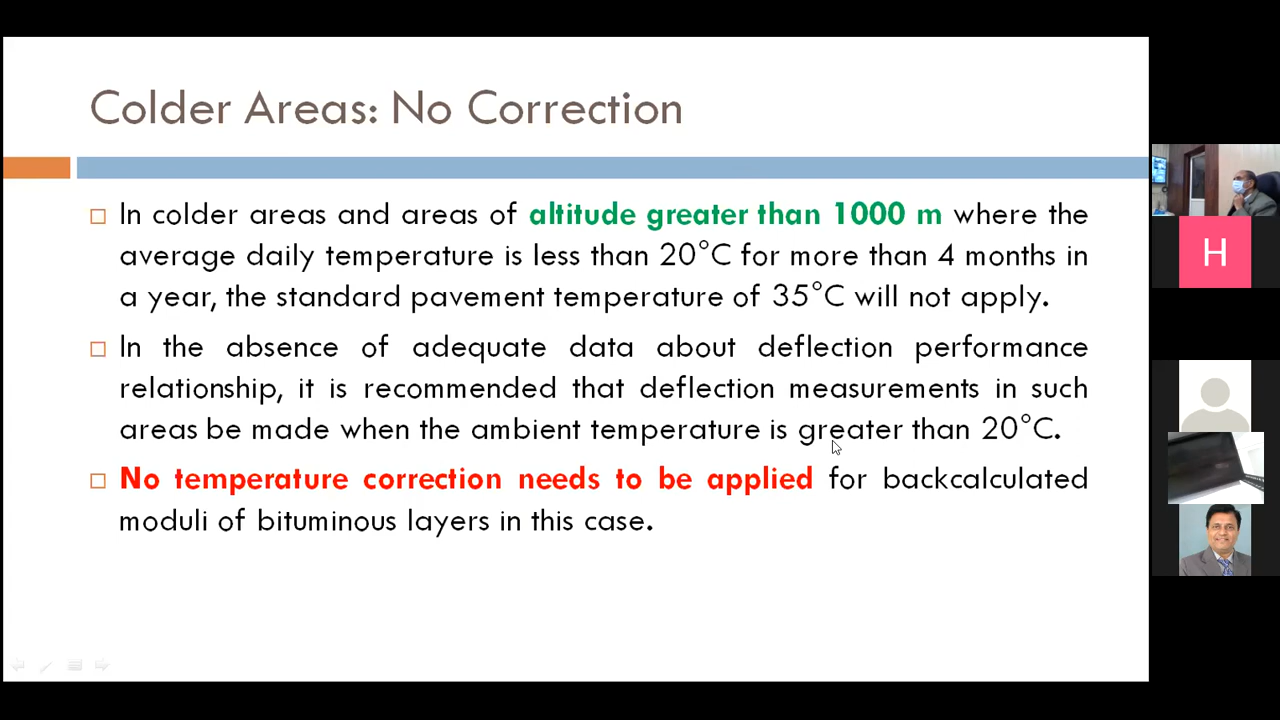 Colder Areas: No Correction
In colder areas and areas of altitude greater than 1000 m where the
average daily temperature is less than 20°C for more than 4 months in
a year, the standard pavement temperature of 35°C will not apply.
In the absence of adequate data about deflection performance
relationship, it is recommended that deflection measurements in such
areas be made when the ambient temperature is greater than 20°C.
No temperature correction needs to be applied for backcalculated
moduli of bituminous layers in this case.
H